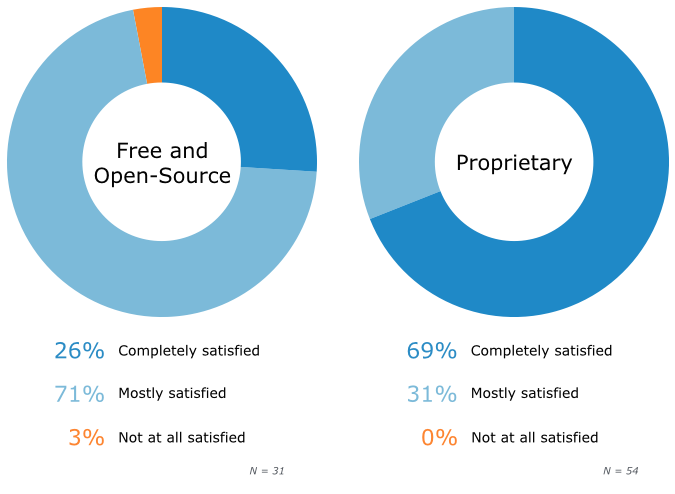 Free and
Open-Source
26% Completely satisfied
71% Mostly satisfied
3% Not at all satisfied
N = 31
Proprietary
69% Completely satisfied
31% Mostly satisfied
0% Not at all satisfied
N = 54